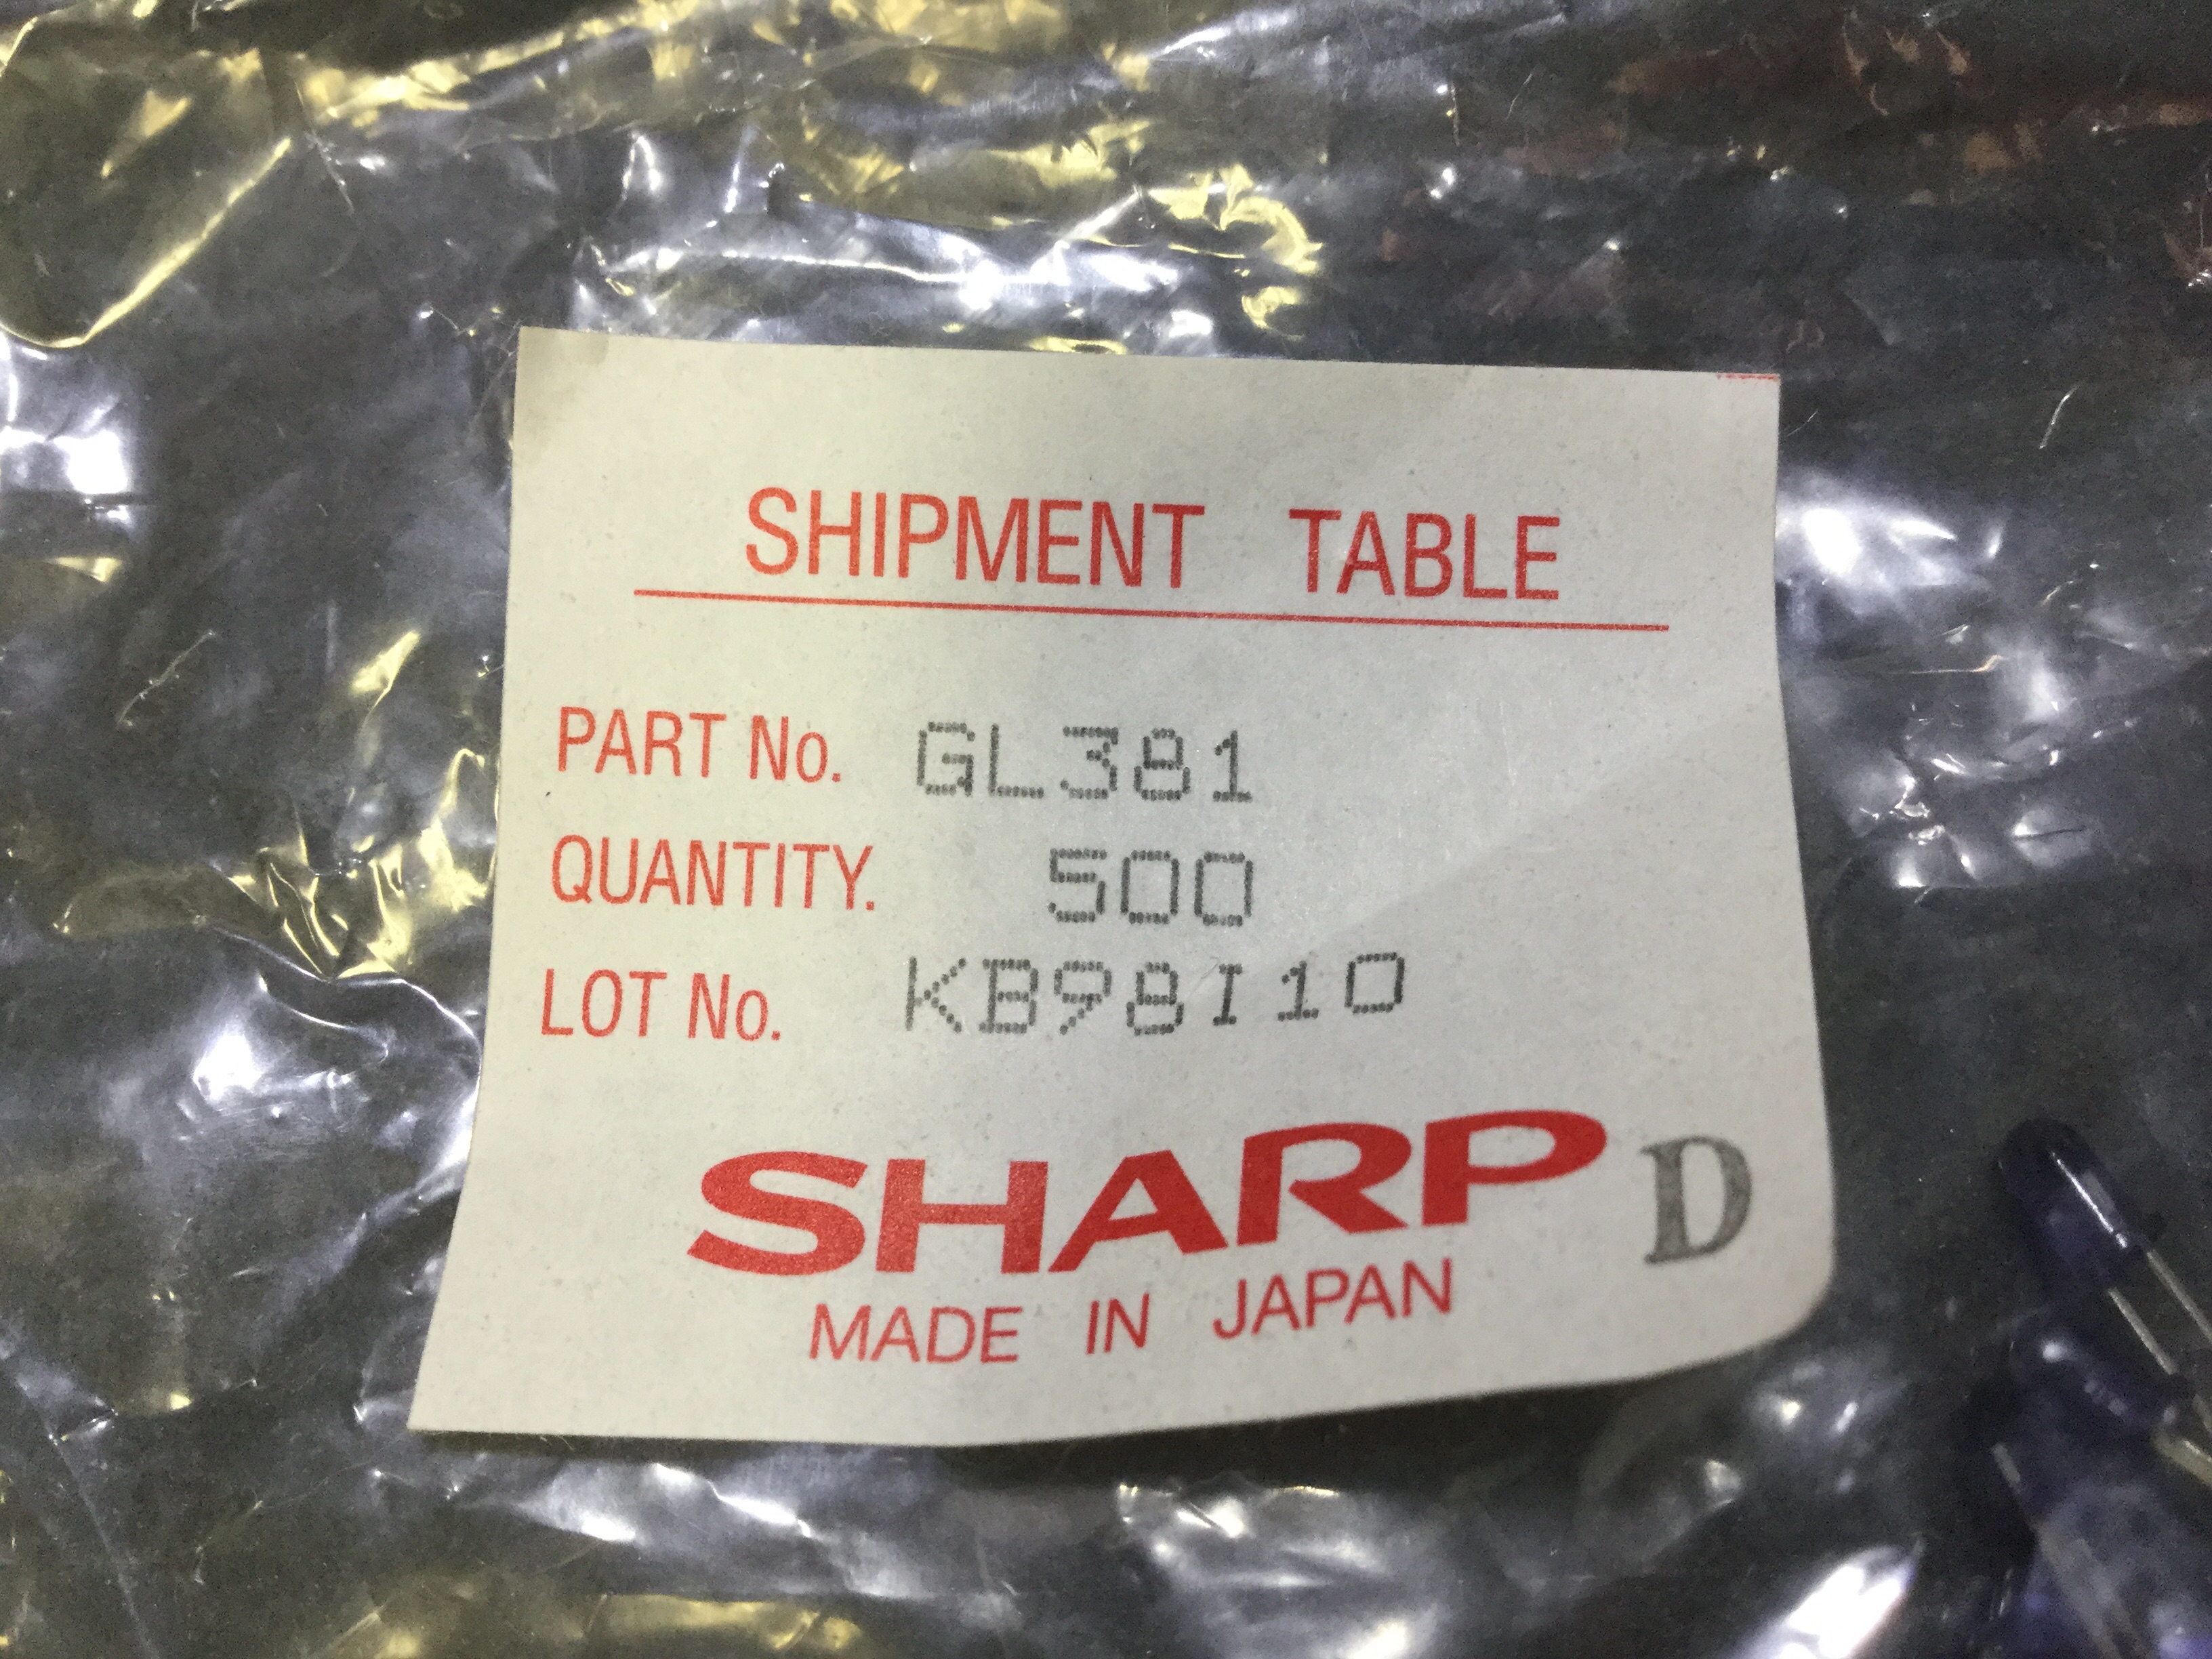 SHIPMENT TABLE
PART No. GL381
QUANTITY. 500
LOT No. KB98I10
SHARP D
MADE IN JAPAN